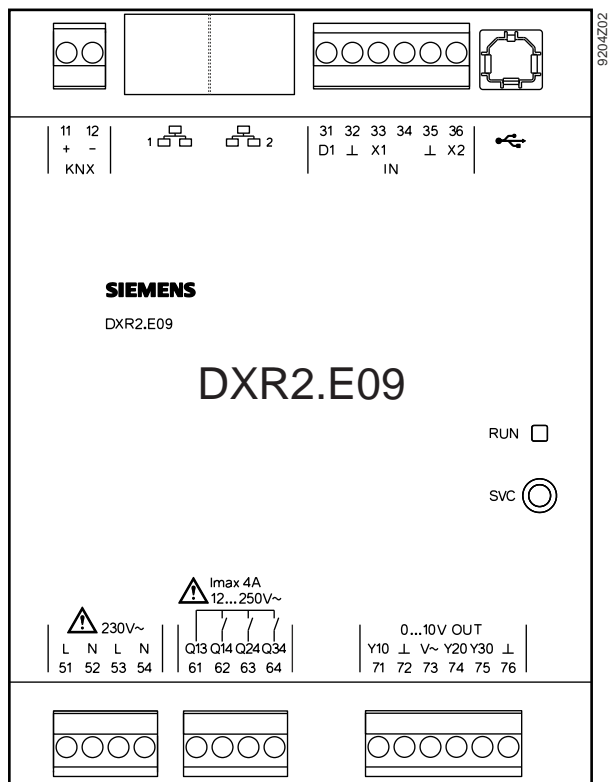 9204Z02
11 12 31 32 33 34 35 36
+ − 1 2 D1 ⊥ X1 ⊥ X2
KNX IN
SIEMENS
DXR2.E09
DXR2.E09
RUN
SVC
Imax 4A
12...250V~
230V~ 0...10V OUT
L N L N Q13 Q14 Q24 Q34 Y10 ⊥ V~ Y20 Y30 ⊥
51 52 53 54 61 62 63 64 71 72 73 74 75 76